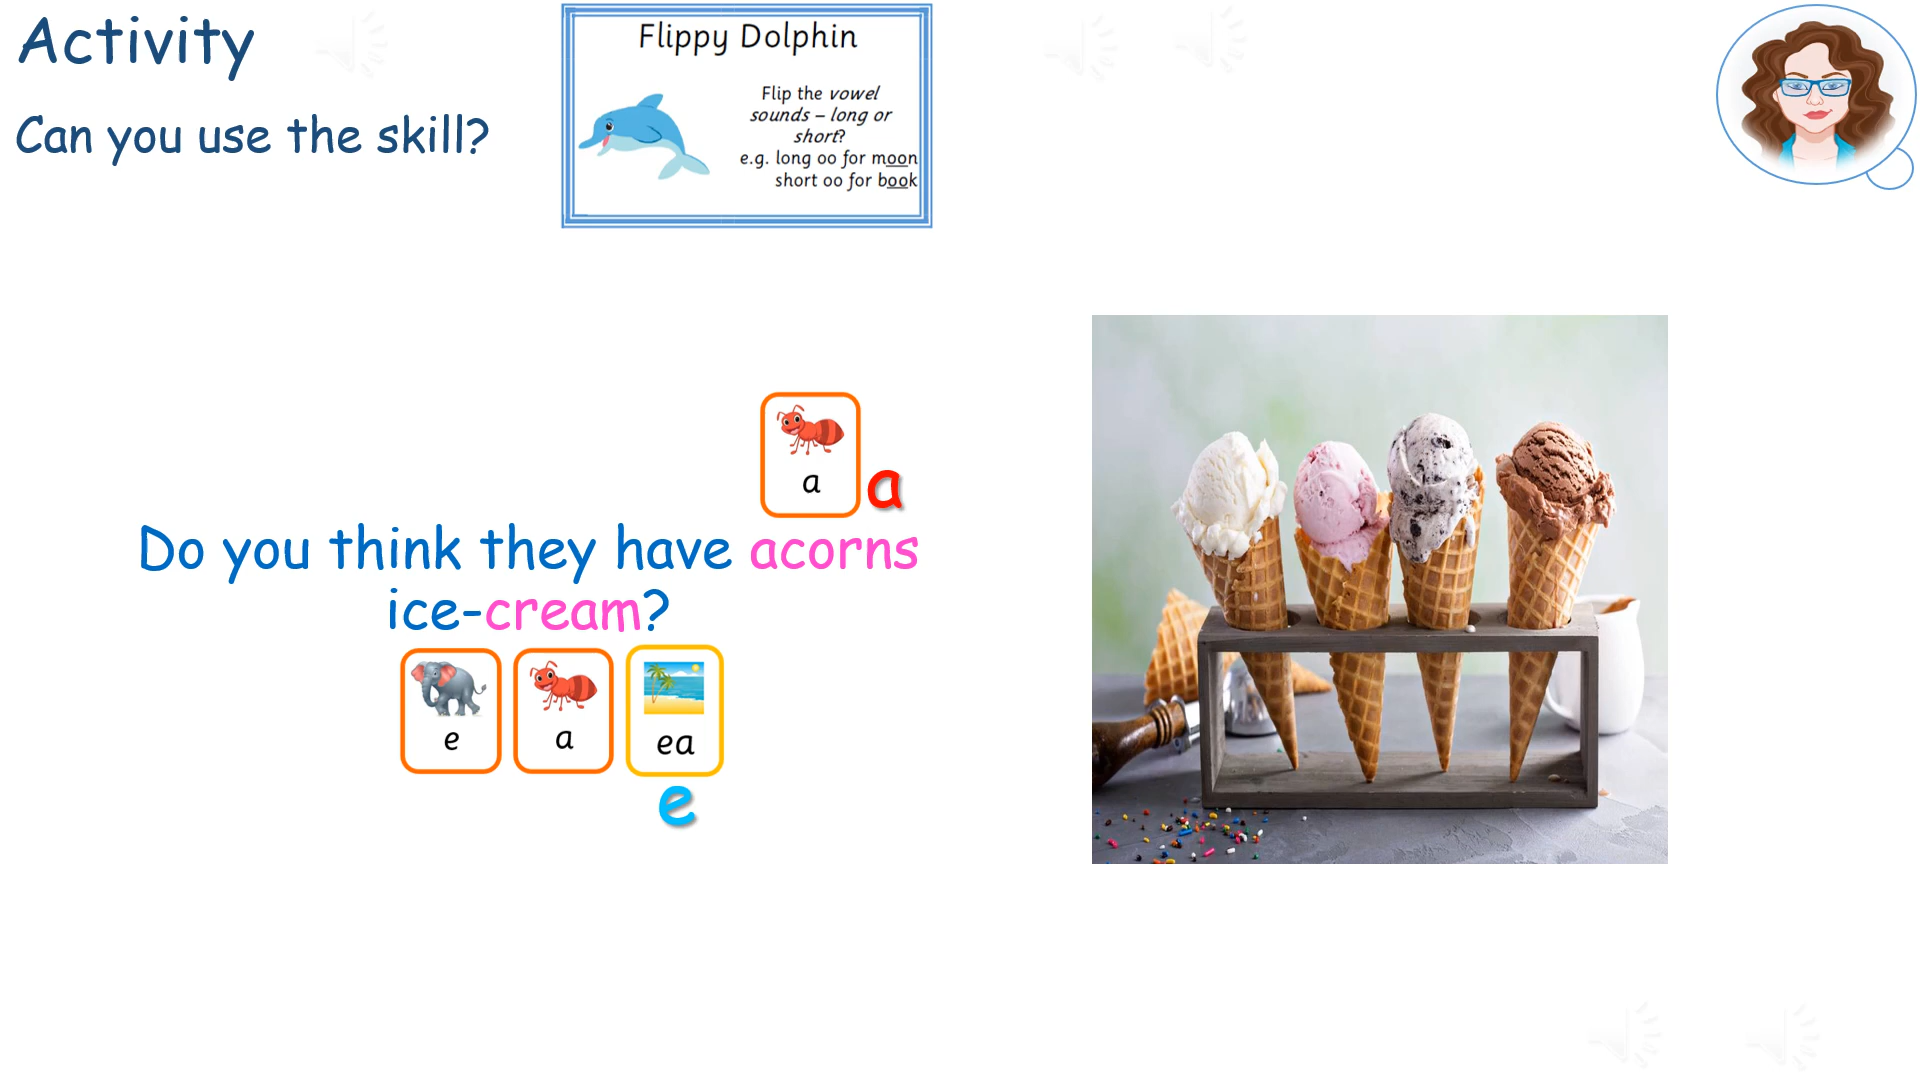 Activity
Can you use the skill?
Flippy Dolphin
Flip the vowel
sounds – long or
short?
e.g. long oo for moon
short oo for book
a
a
Do you think they have acorns
ice-cream?
e
a
ea
e